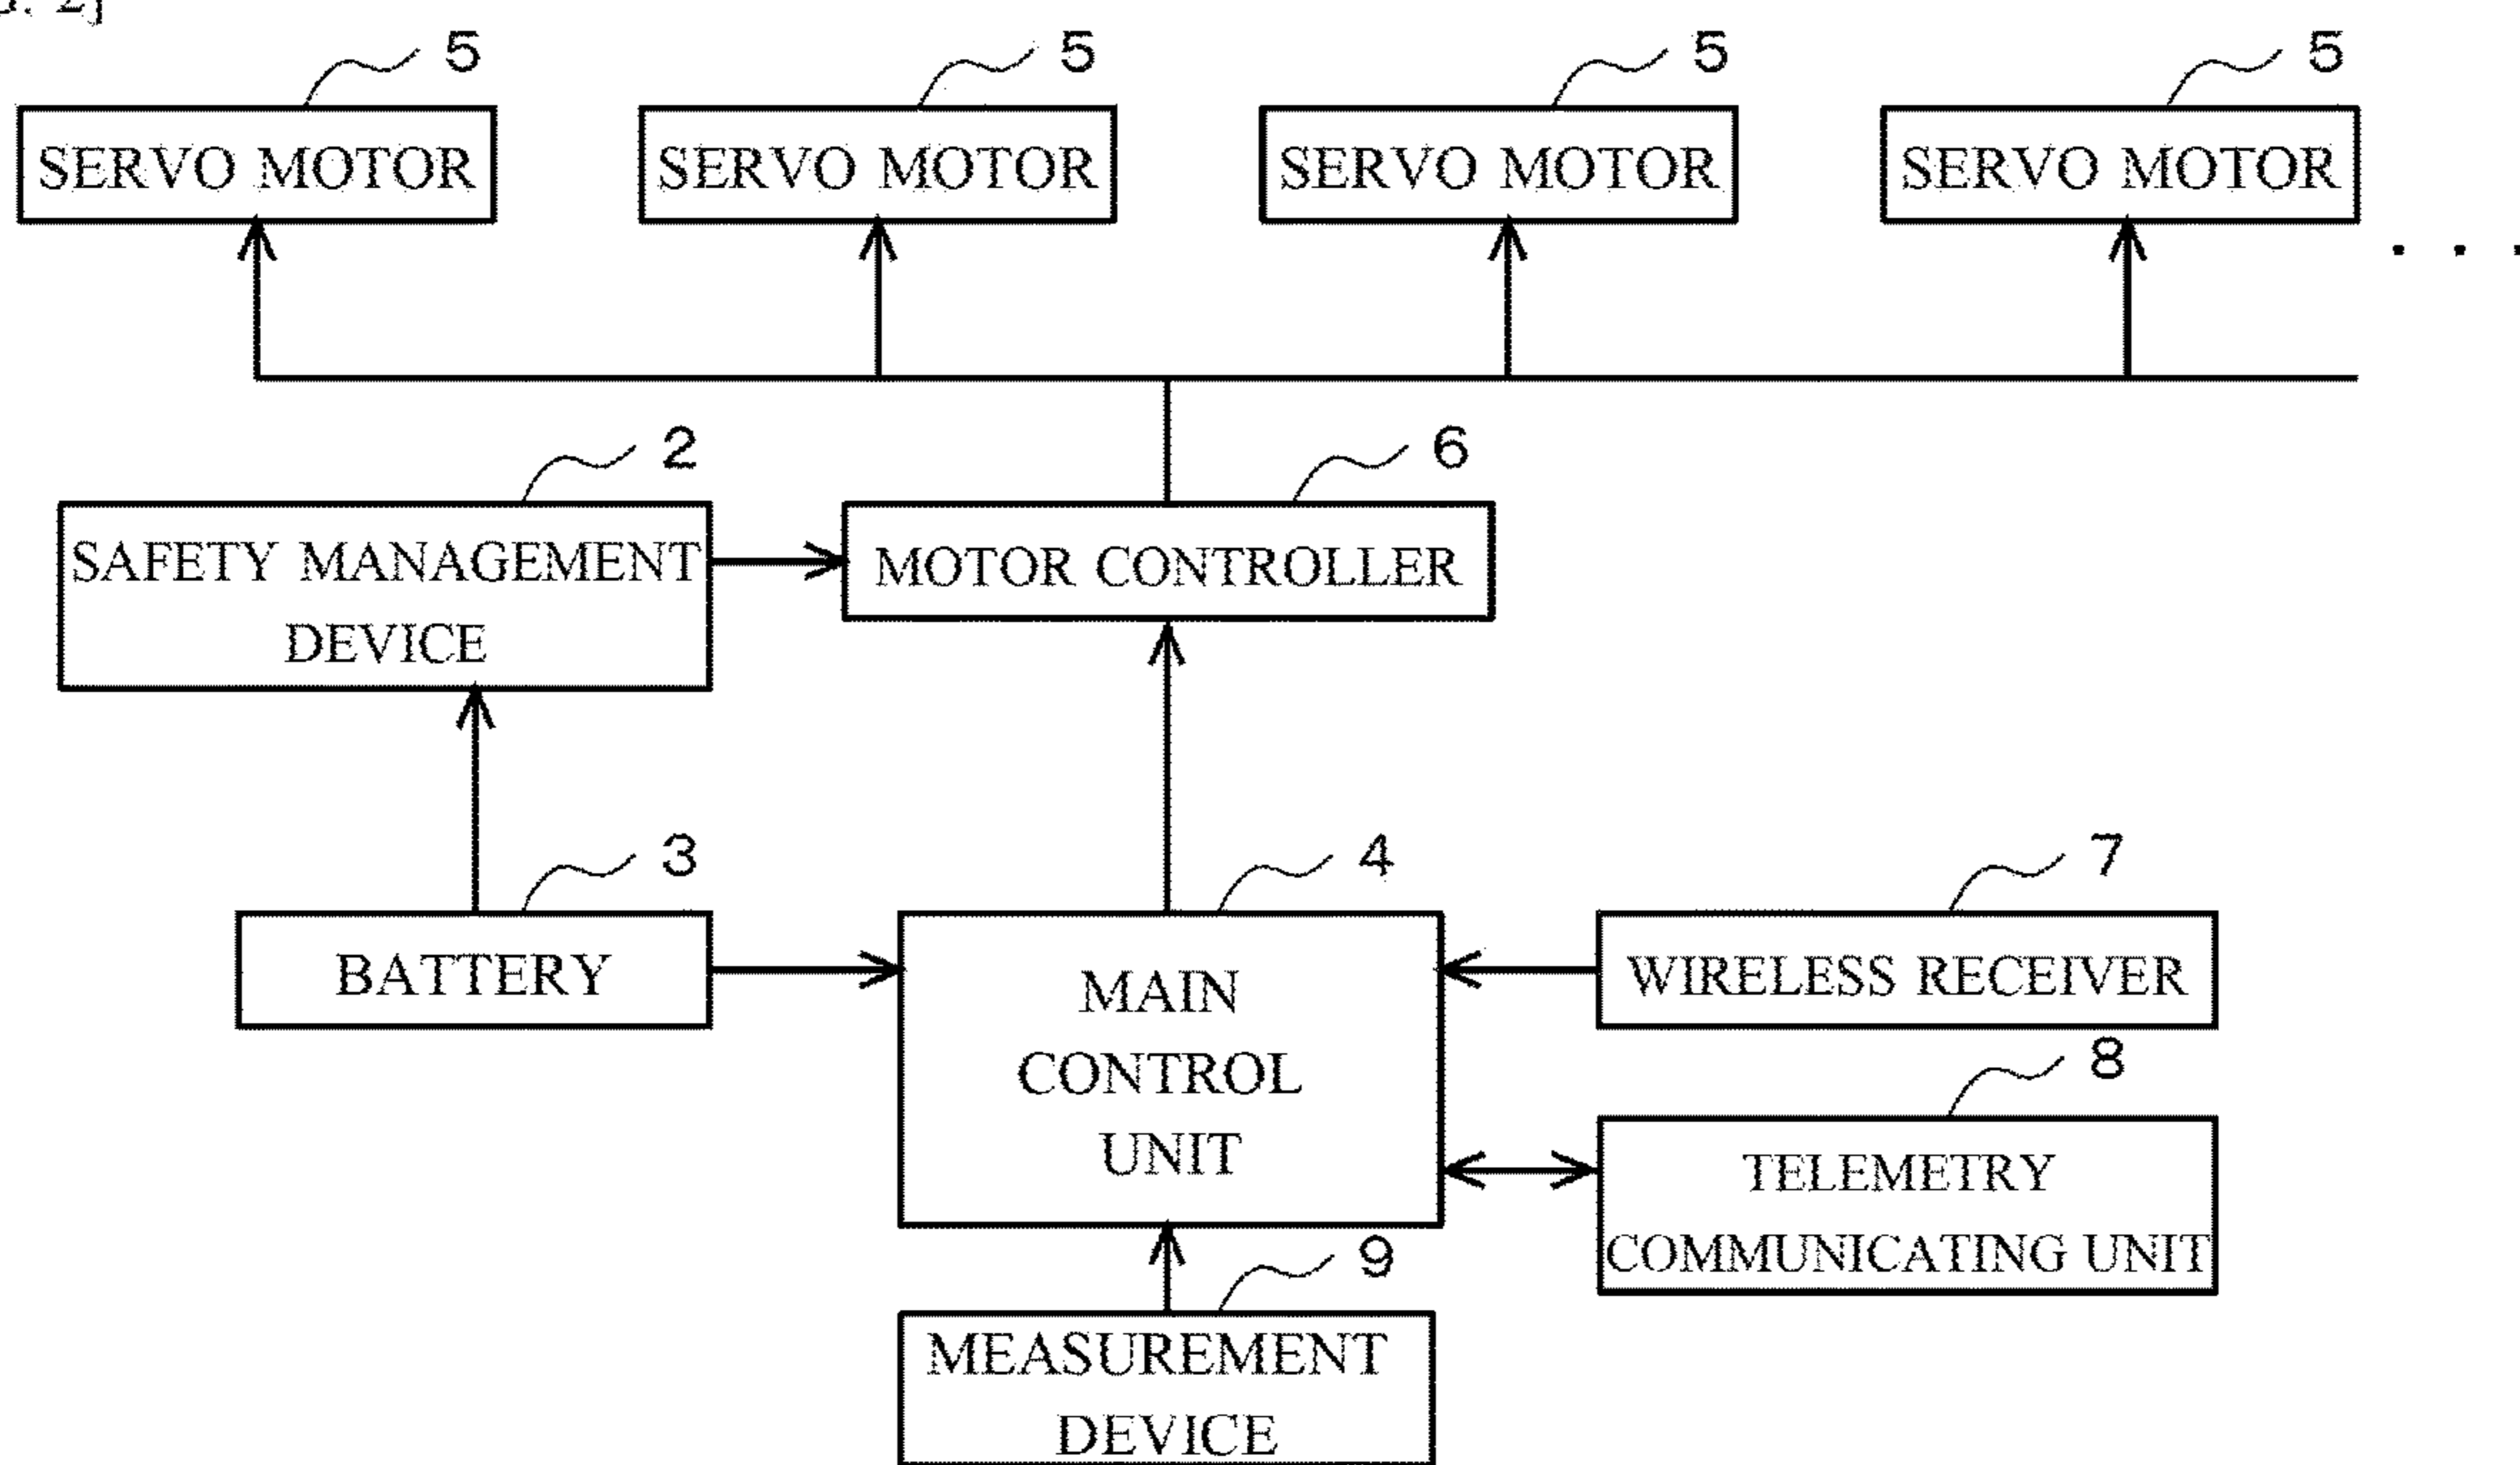 5 5 5 5
SERVO MOTOR SERVO MOTOR SERVO MOTOR SERVO MOTOR
. . .
2 6
SAFETY MANAGEMENT
DEVICE
MOTOR CONTROLLER
3 4 7
BATTERY
MAIN
CONTROL
UNIT
WIRELESS RECEIVER
8
TELEMETRY
COMMUNICATING UNIT
9
MEASUREMENT
DEVICE